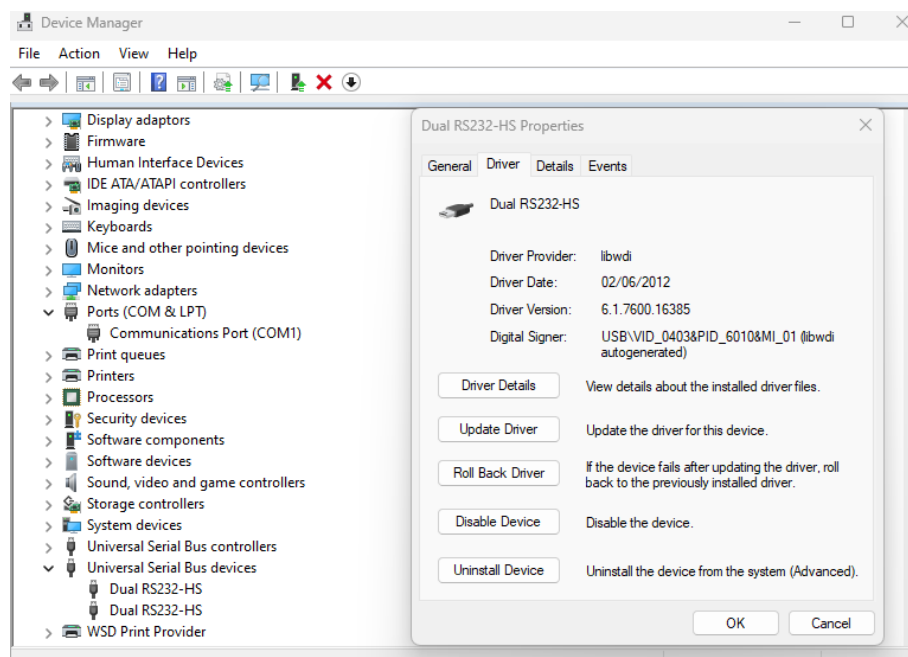 Device Manager
File Action View Help
Display adaptors
Firmware
Human Interface Devices
IDE ATA/ATAPI controllers
Imaging devices
Keyboards
Mice and other pointing devices
Monitors
Network adapters
Ports (COM & LPT)
Communications Port (COM1)
Print queues
Printers
Processors
Security devices
Software components
Software devices
Sound, video and game controllers
Storage controllers
System devices
Universal Serial Bus controllers
Universal Serial Bus devices
Dual RS232-HS
Dual RS232-HS
WSD Print Provider
Dual RS232-HS Properties
General Driver Details Events
Dual RS232-HS
Driver Provider: libwdi
Driver Date: 02/06/2012
Driver Version: 6.1.7600.16385
Digital Signer: USB\VID_0403&PID_6010&MI_01 (libwdi
autogenerated)
Driver Details View details about the installed driver files.
Update Driver Update the driver for this device.
Roll Back Driver If the device fails after updating the driver, roll
back to the previously installed driver.
Disable Device Disable the device.
Uninstall Device Uninstall the device from the system (Advanced).
OK Cancel